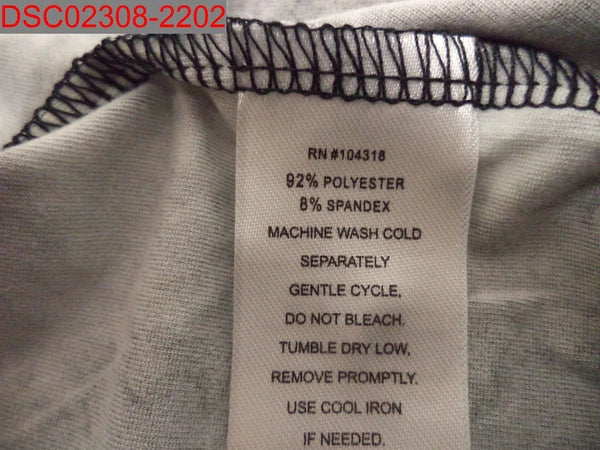 DSC02308-2202
RN #104318
92% POLYESTER
8% SPANDEX
MACHINE WASH COLD
SEPARATELY
GENTLE CYCLE,
DO NOT BLEACH.
TUMBLE DRY LOW,
REMOVE PROMPTLY.
USE COOL IRON
IF NEEDED.